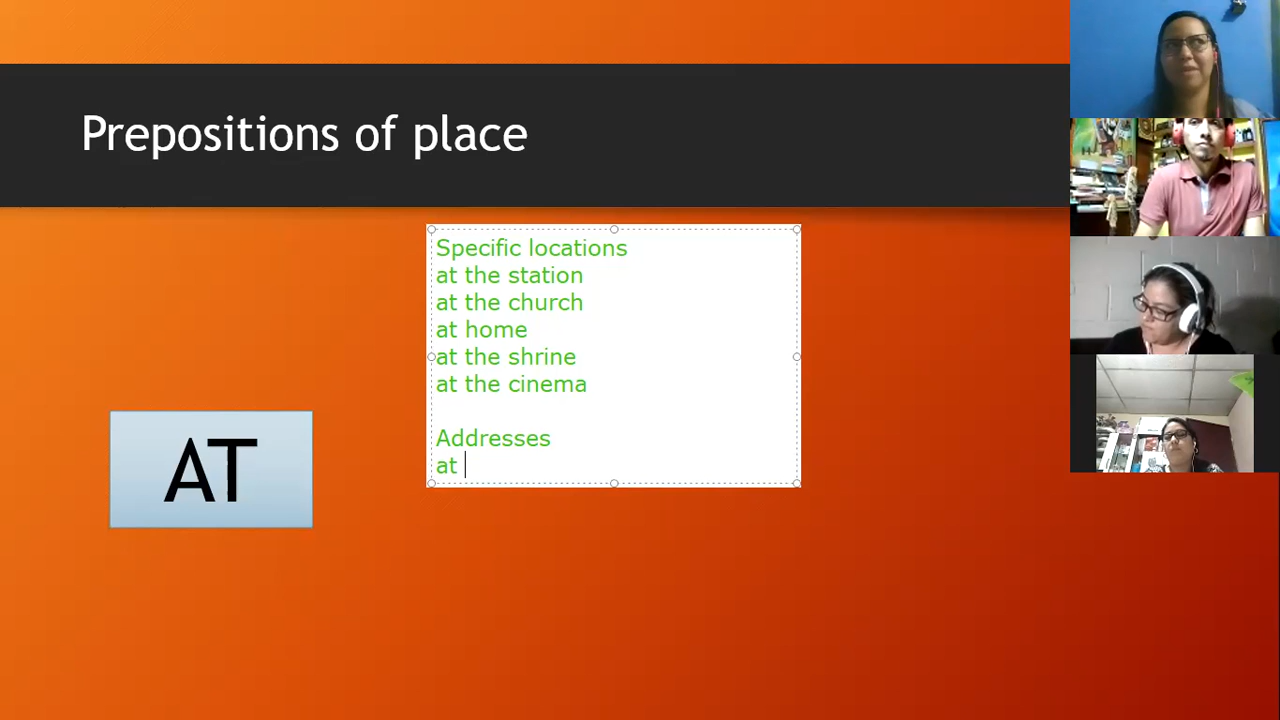 Prepositions of place
Specific locations
at the station
at the church
at home
at the shrine
at the cinema
Addresses
at
AT